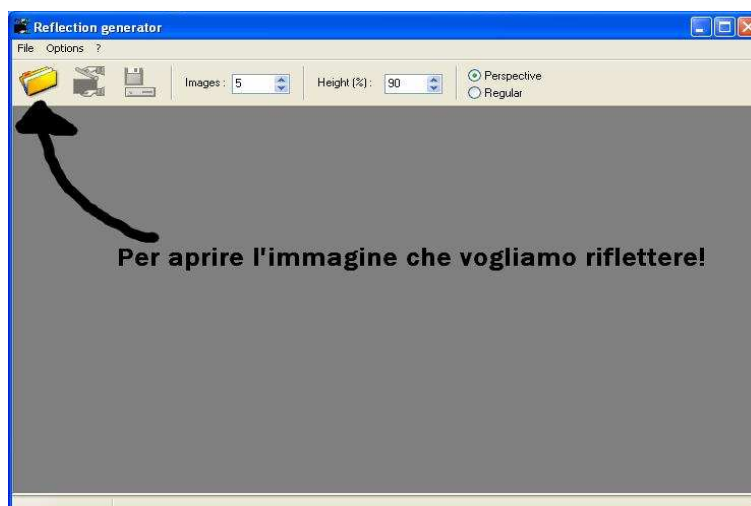 Reflection generator
File Options ?
Images : 5 Height (%) : 90 Perspective
Regular
Per aprire l'immagine che vogliamo riflettere!